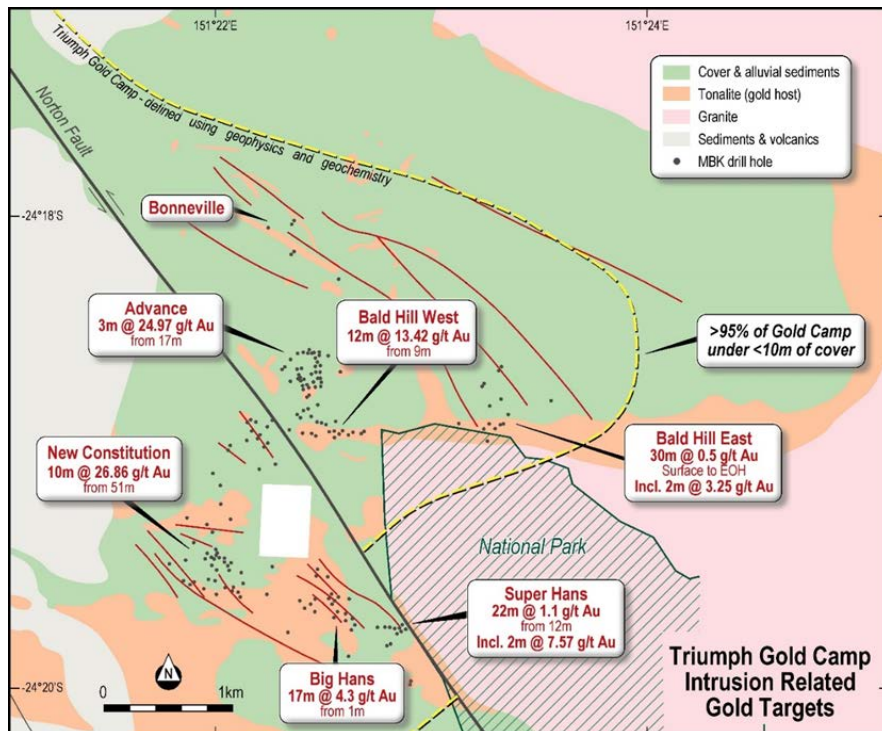 151°22'E
151°24'E
Triumph Gold Camp - defined using geophysics and geochemistry
Norton Fault
Cover & alluvial sediments
Tonalite (gold host)
Granite
Sediments & volcanics
MBK drill hole
-24°18'S
Bonneville
Advance
3m @ 24.97 g/t Au
from 17m
Bald Hill West
12m @ 13.42 g/t Au
from 9m
>95% of Gold Camp
under <10m of cover
New Constitution
10m @ 26.86 g/t Au
from 51m
Bald Hill East
30m @ 0.5 g/t Au
Surface to EOH
Incl. 2m @ 3.25 g/t Au
National Park
Super Hans
22m @ 1.1 g/t Au
from 12m
Incl. 2m @ 7.57 g/t Au
Big Hans
17m @ 4.3 g/t Au
from 1m
-24°20'S
N
0 1km
Triumph Gold Camp
Intrusion Related
Gold Targets